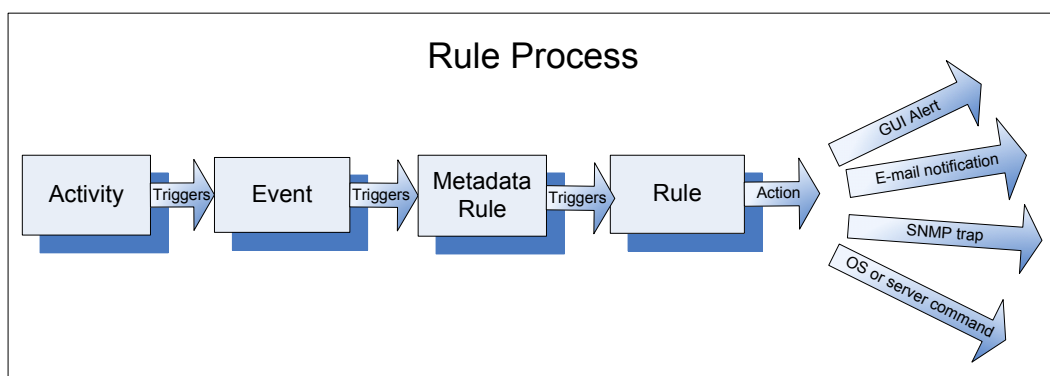 Rule Process
Activity
Triggers
Event
Triggers
Metadada
Rule
Triggers
Rule
Action
GUI Alert
E-mail notification
SNMP trap
OS or server command